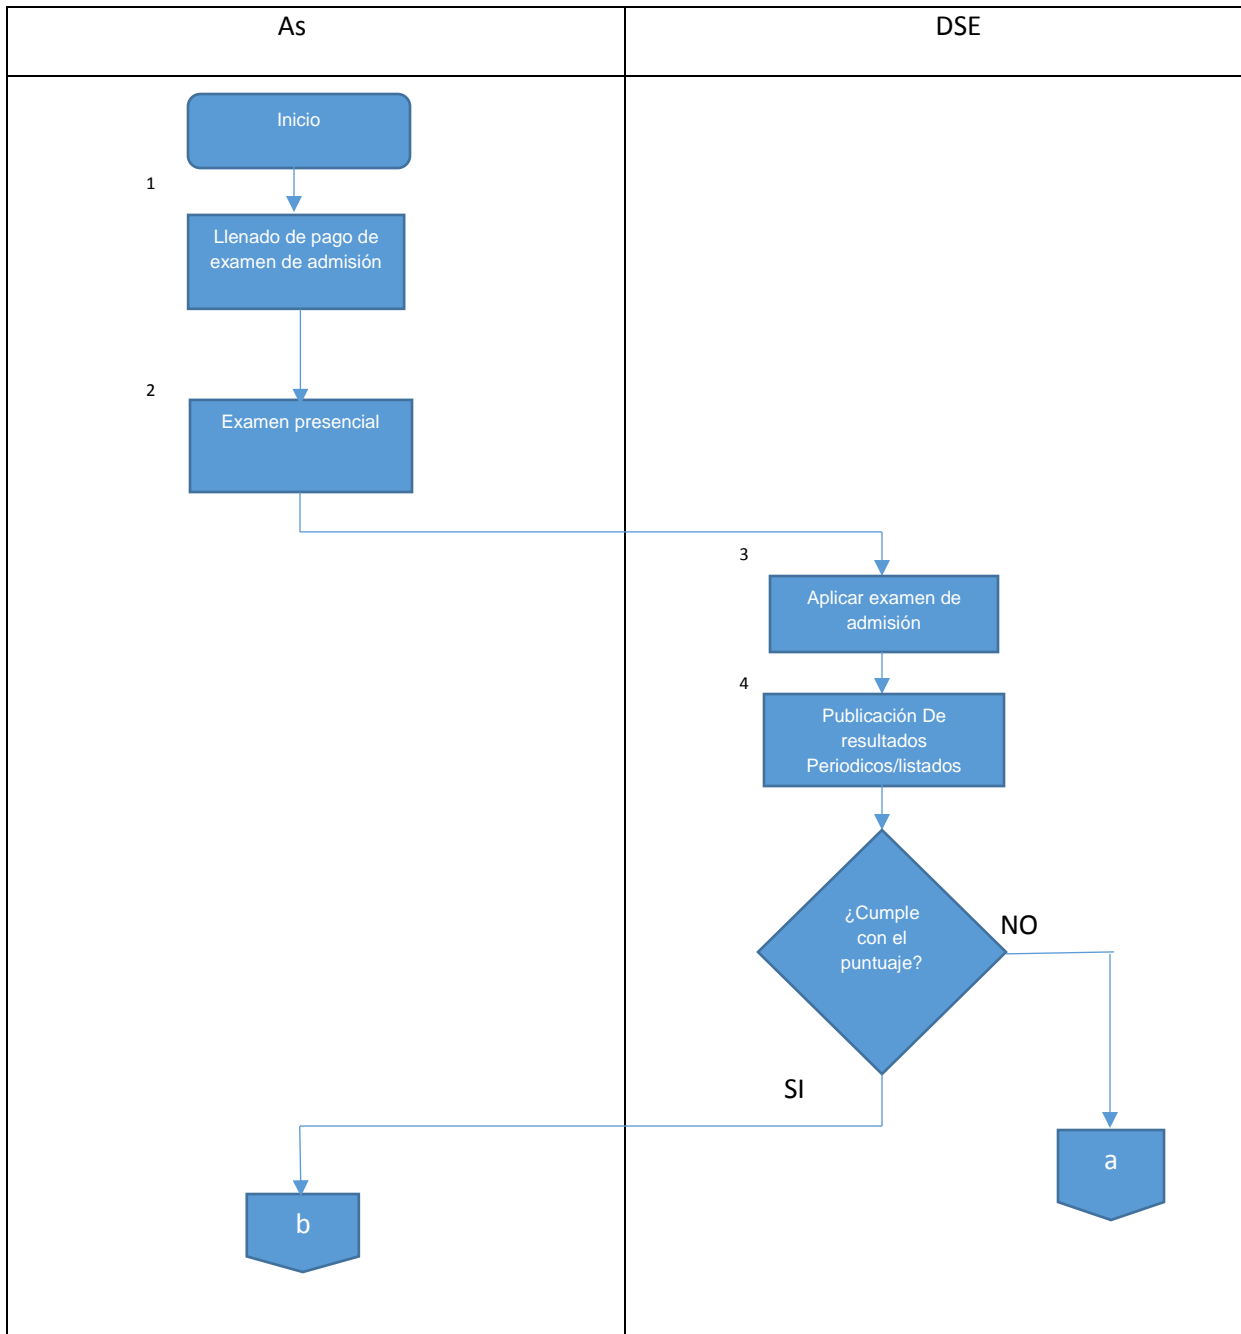 As
DSE
Inicio
1
Llenado de pago de
examen de admisión
2
Examen presencial
3
Aplicar examen de
admisión
4
Publicación De
resultados
Periodicos/listados
¿Cumple
con el
puntuaje?
NO
SI
a
b